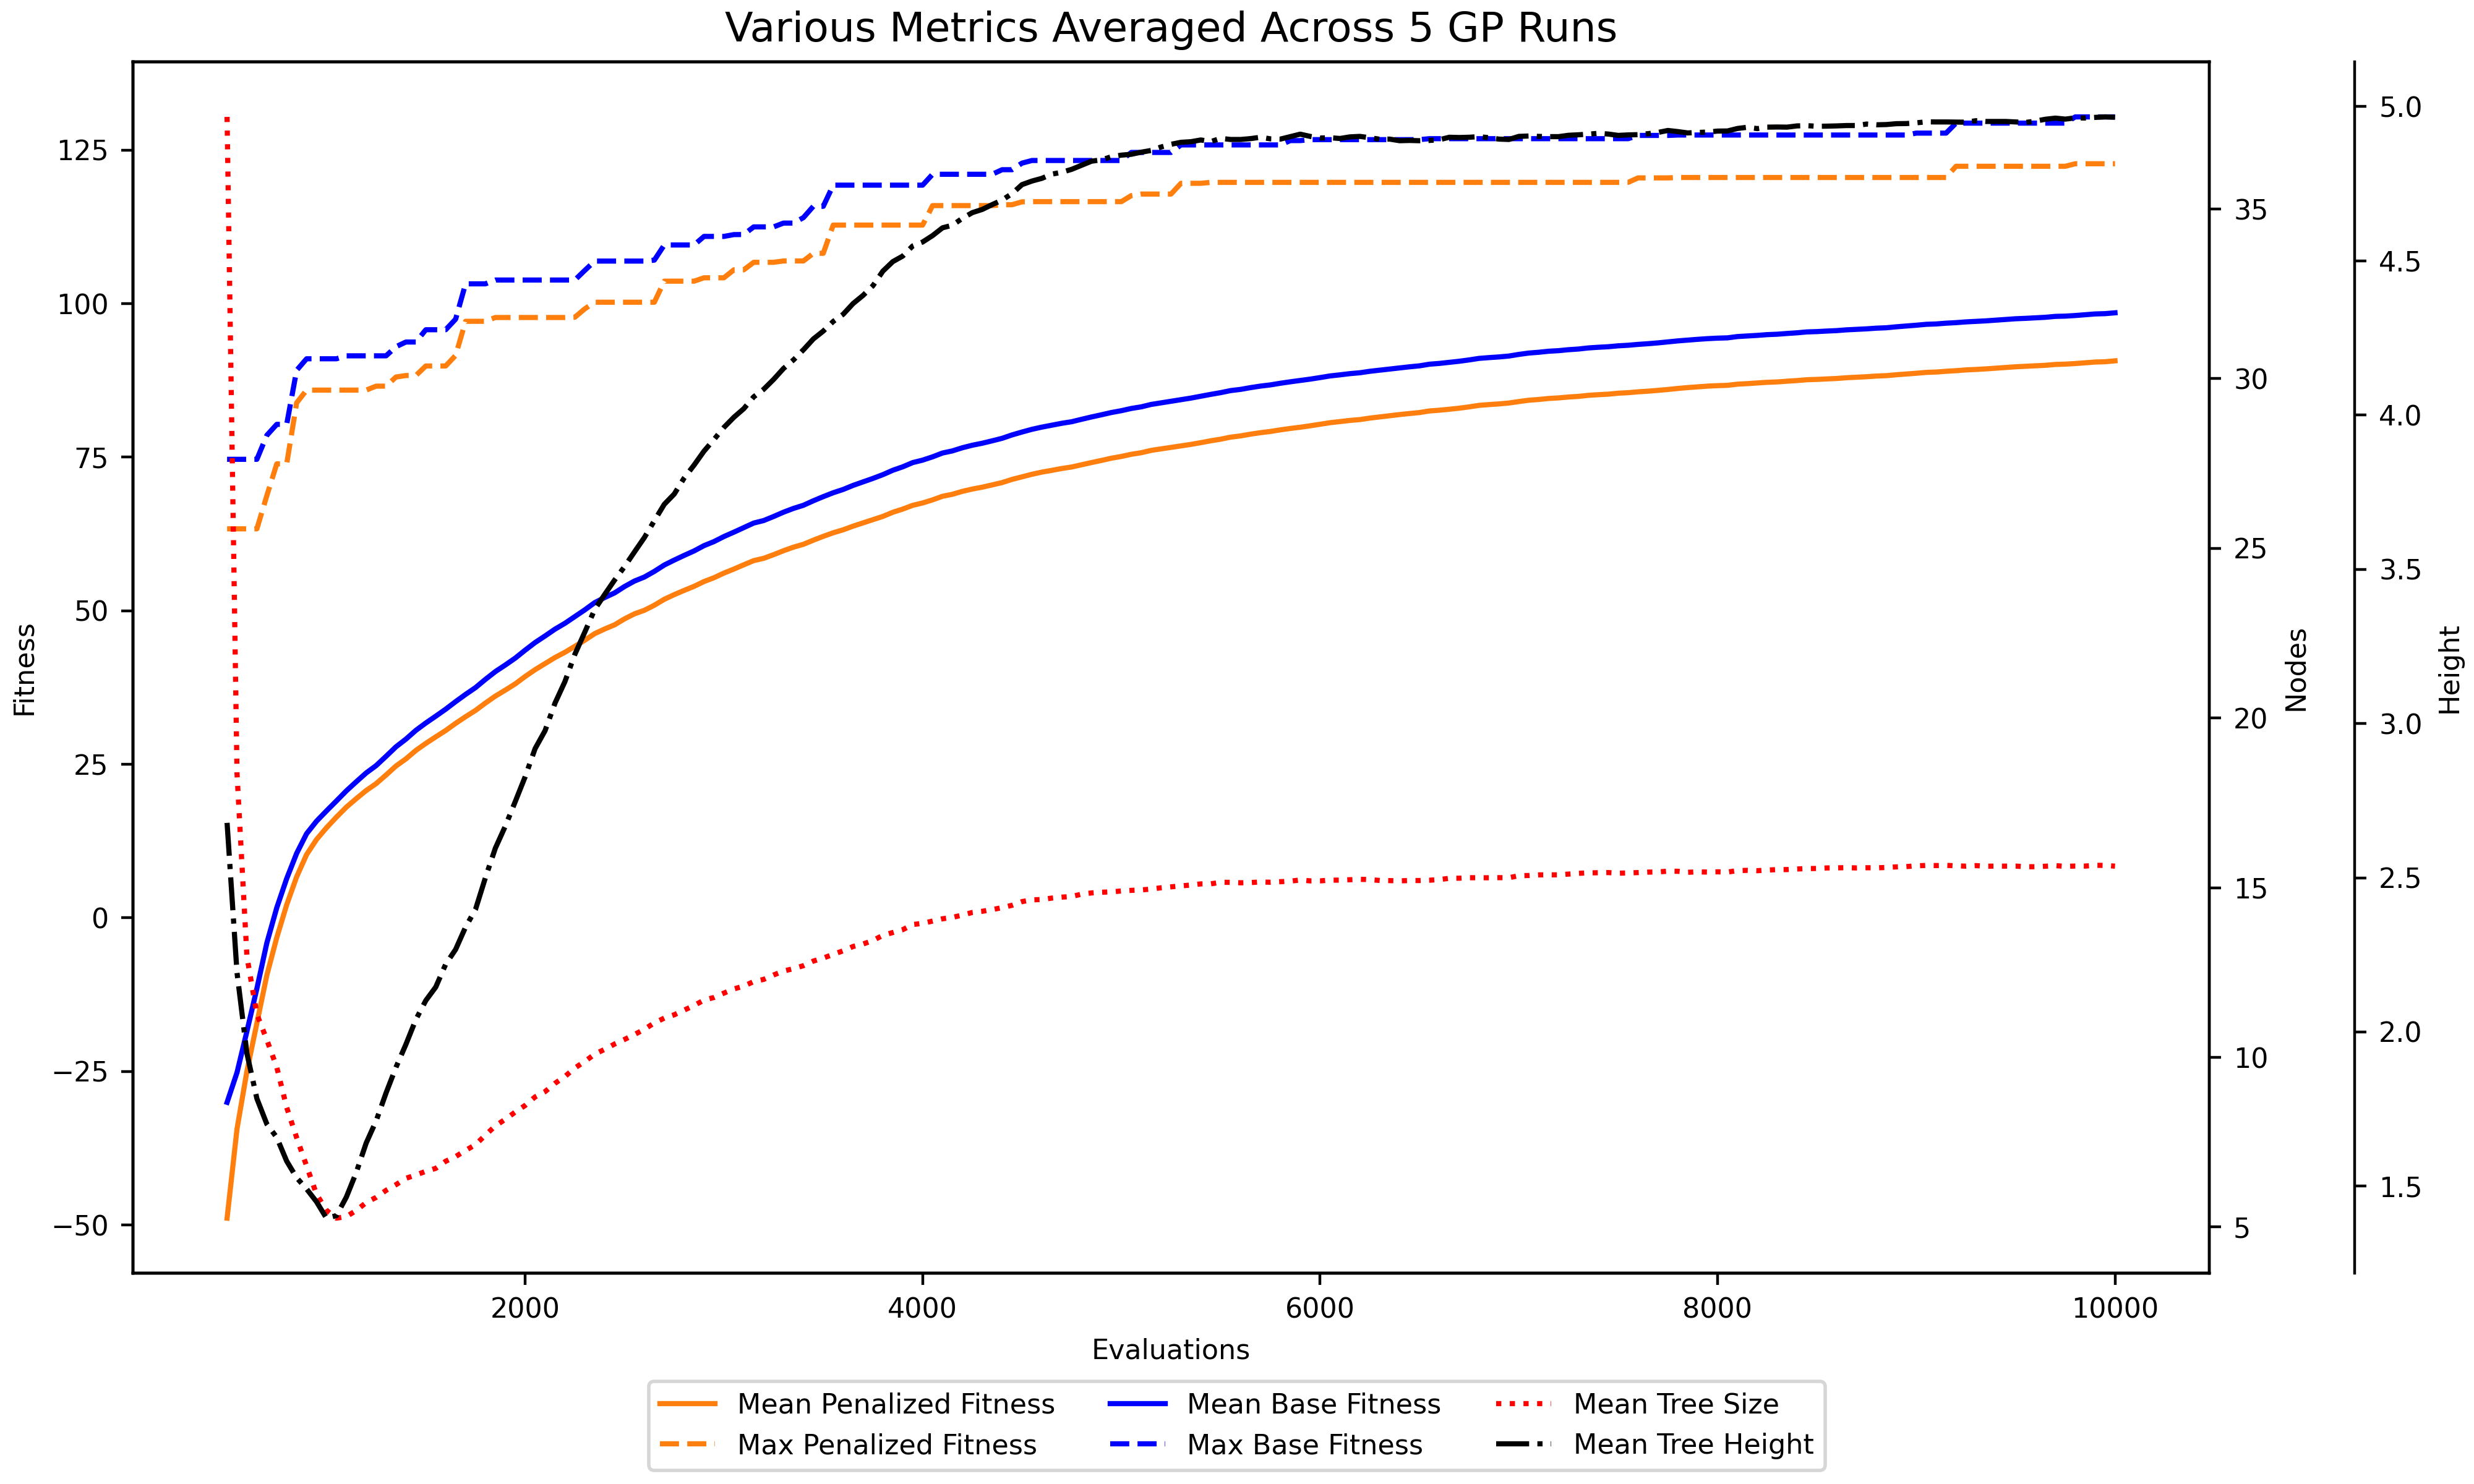 Various Metrics Averaged Across 5 GP Runs
125
100
75
50
25
0
−25
−50
Fitness
35
30
25
20
15
10
5
Nodes
5.0
4.5
4.0
3.5
3.0
2.5
2.0
1.5
Height
2000 4000 6000 8000 10000
Evaluations
Mean Penalized Fitness Mean Base Fitness Mean Tree Size
Max Penalized Fitness Max Base Fitness Mean Tree Height